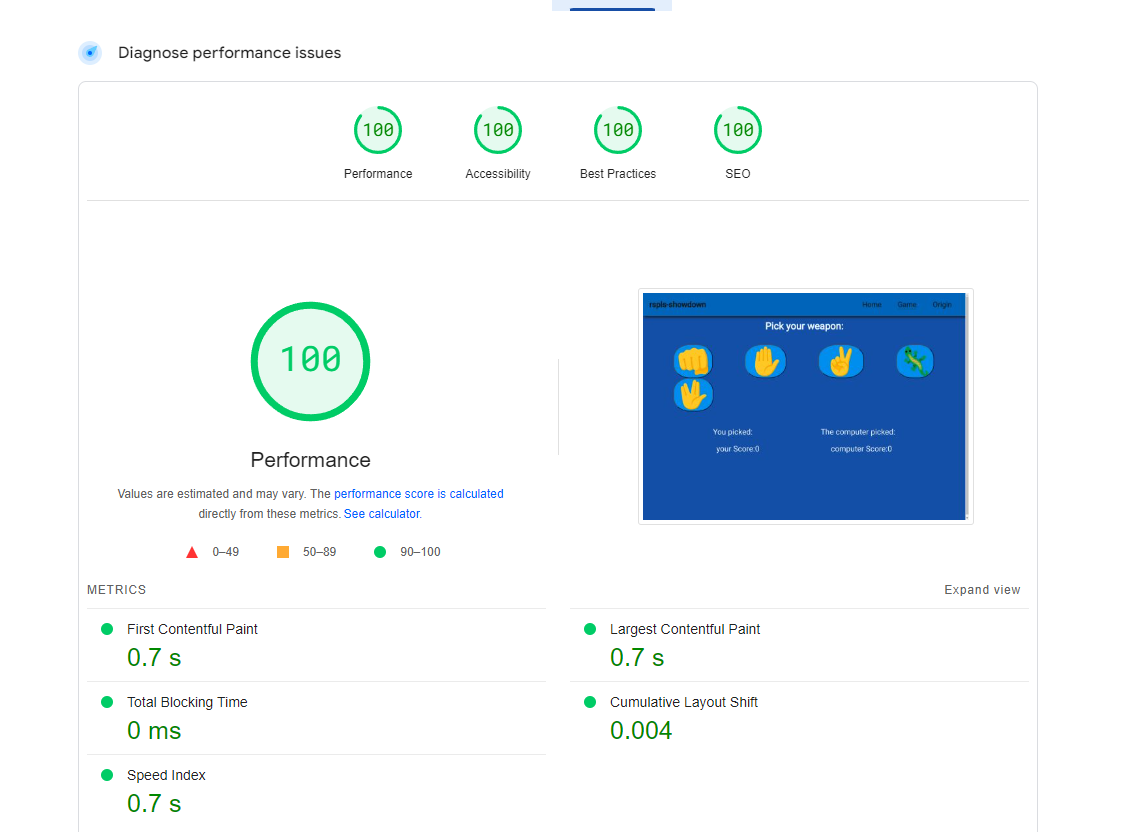 Diagnose performance issues
100 100 100 100
Performance Accessibility Best Practices SEO
100
Performance
Values are estimated and may vary. The performance score is calculated
directly from these metrics. See calculator.
0–49 50–89 90–100
rspls-showdown Home Game Origin
Pick your weapon:
You picked: The computer picked:
your Score:0 computer Score:0
METRICS Expand view
First Contentful Paint Largest Contentful Paint
0.7 s 0.7 s
Total Blocking Time Cumulative Layout Shift
0 ms 0.004
Speed Index
0.7 s